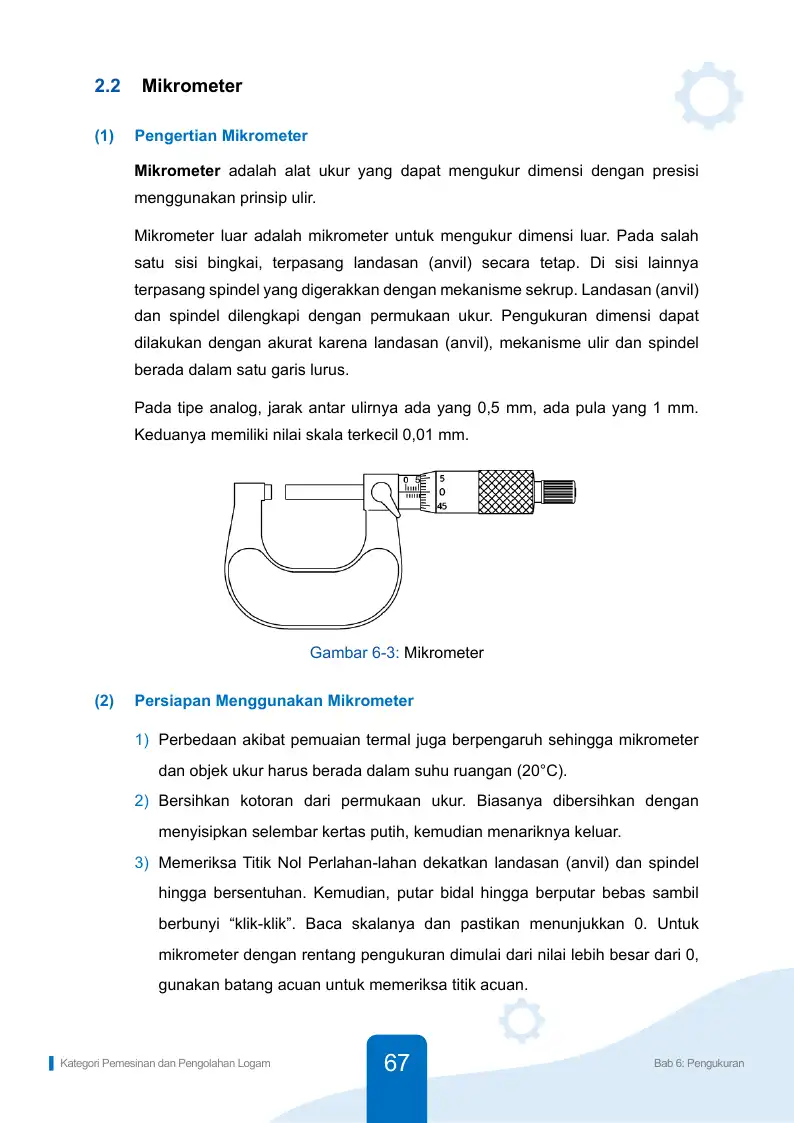 2.2 Mikrometer
(1) Pengertian Mikrometer
Mikrometer adalah alat ukur yang dapat mengukur dimensi dengan presisi
menggunakan prinsip ulir.
Mikrometer luar adalah mikrometer untuk mengukur dimensi luar. Pada salah
satu sisi bingkai, terpasang landasan (anvil) secara tetap. Di sisi lainnya
terpasang spindel yang digerakkan dengan mekanisme sekrup. Landasan (anvil)
dan spindel dilengkapi dengan permukaan ukur. Pengukuran dimensi dapat
dilakukan dengan akurat karena landasan (anvil), mekanisme ulir dan spindel
berada dalam satu garis lurus.
Pada tipe analog, jarak antar ulirnya ada yang 0,5 mm, ada pula yang 1 mm.
Keduanya memiliki nilai skala terkecil 0,01 mm.
0 5
5
0
45
Gambar 6-3: Mikrometer
(2) Persiapan Menggunakan Mikrometer
1) Perbedaan akibat pemuaian termal juga berpengaruh sehingga mikrometer
dan objek ukur harus berada dalam suhu ruangan (20°C).
2) Bersihkan kotoran dari permukaan ukur. Biasanya dibersihkan dengan
menyisipkan selembar kertas putih, kemudian menariknya keluar.
3) Memeriksa Titik Nol Perlahan-lahan dekatkan landasan (anvil) dan spindel
hingga bersentuhan. Kemudian, putar bidal hingga berputar bebas sambil
berbunyi “klik-klik”. Baca skalanya dan pastikan menunjukkan 0. Untuk
mikrometer dengan rentang pengukuran dimulai dari nilai lebih besar dari 0,
gunakan batang acuan untuk memeriksa titik acuan.
Kategori Pemesinan dan Pengolahan Logam
67
Bab 6: Pengukuran